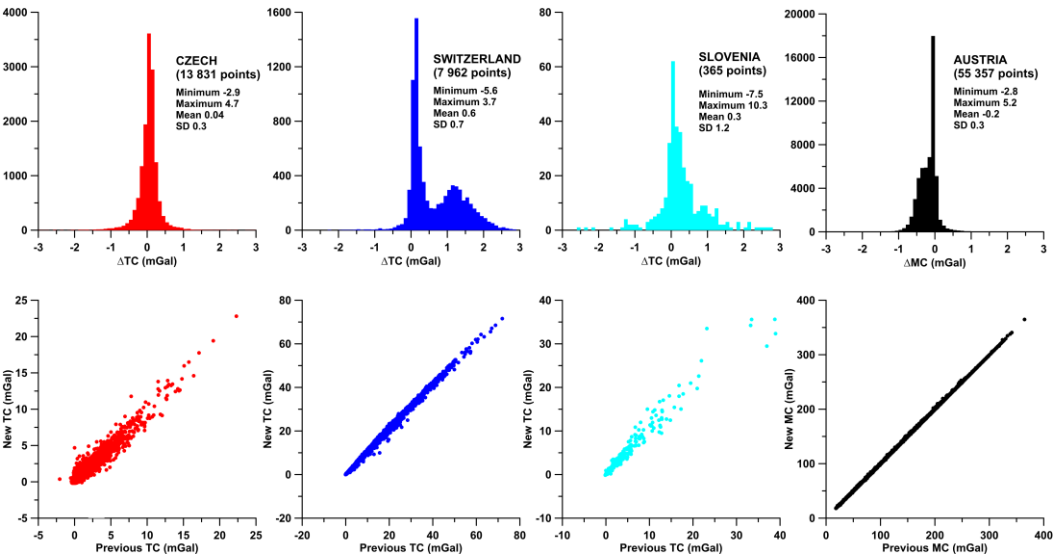 4000
3000
2000
1000
0
-3
-2
-1
0
1
2
3
ΔTC (mGal)
CZECH
(13 831 points)
Minimum -2.9
Maximum 4.7
Mean 0.04
SD 0.3
1600
1200
800
400
0
-3
-2
-1
0
1
2
3
ΔTC (mGal)
SWITZERLAND
(7 962 points)
Minimum -5.6
Maximum 3.7
Mean 0.6
SD 0.7
80
60
40
20
0
-3
-2
-1
0
1
2
3
ΔTC (mGal)
SLOVENIA
(365 points)
Minimum -7.5
Maximum 10.3
Mean 0.3
SD 1.2
20000
16000
12000
8000
4000
0
-3
-2
-1
0
1
2
3
ΔMC (mGal)
AUSTRIA
(55 357 points)
Minimum -2.8
Maximum 5.2
Mean -0.2
SD 0.3
25
20
15
10
5
0
-5
New TC (mGal)
-5
0
5
10
15
20
25
Previous TC (mGal)
80
60
40
20
0
-20
New TC (mGal)
-20
0
20
40
60
80
Previous TC (mGal)
40
30
20
10
0
-10
New TC (mGal)
-10
0
10
20
30
40
Previous TC (mGal)
400
300
200
100
0
New MC (mGal)
0
100
200
300
400
Previous MC (mGal)